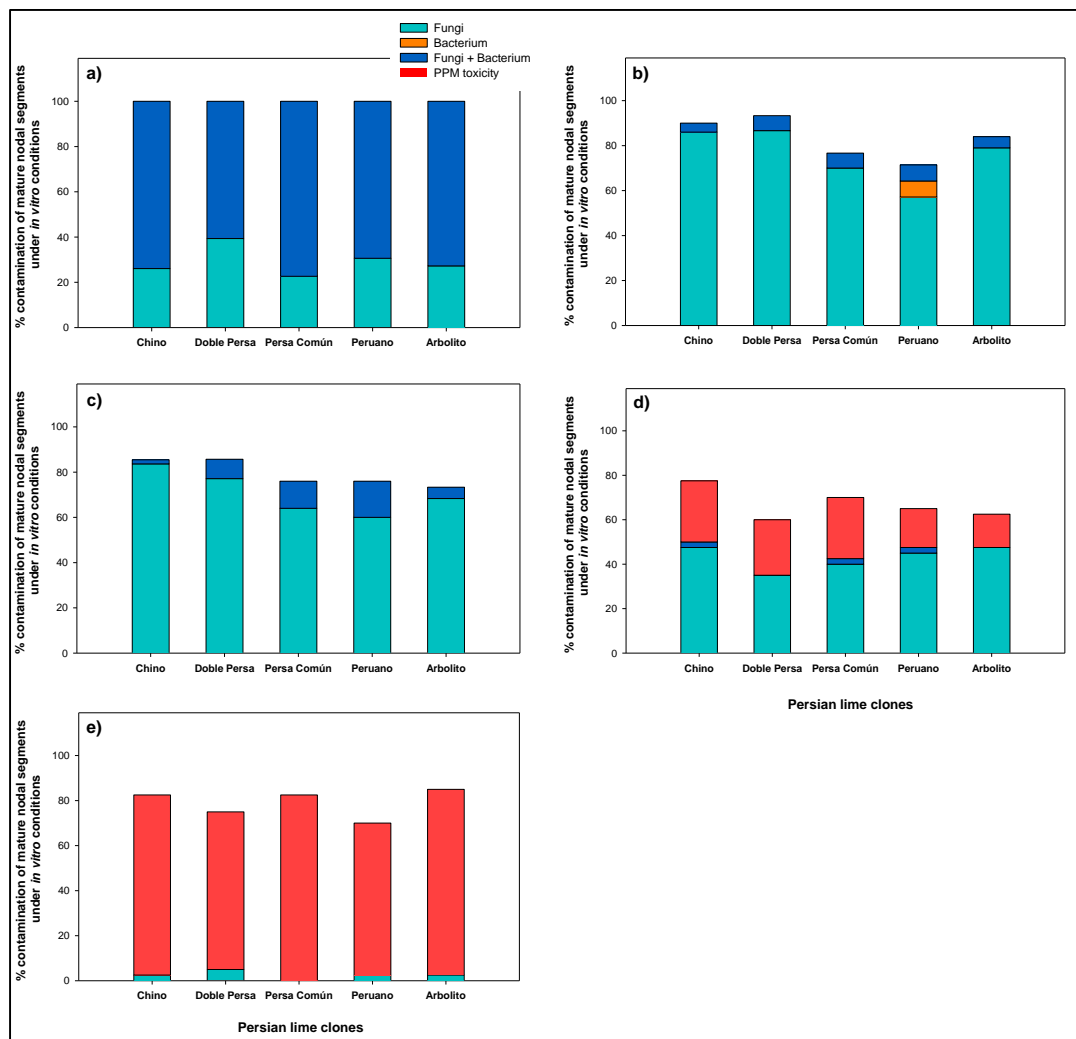 Fungi
Bacterium
Fungi + Bacterium
PPM toxicity
a)
% contamination of mature nodal segments
under in vitro conditions
100
80
60
40
20
0
Chino
Doble Persa
Persa Común
Peruano
Arbolito
b)
% contamination of mature nodal segments
under in vitro conditions
100
80
60
40
20
0
Chino
Doble Persa
Persa Común
Peruano
Arbolito
c)
% contamination of mature nodal segments
under in vitro conditions
100
80
60
40
20
0
Chino
Doble Persa
Persa Común
Peruano
Arbolito
d)
% contamination of mature nodal segments
under in vitro conditions
100
80
60
40
20
0
Chino
Doble Persa
Persa Común
Peruano
Arbolito
Persian lime clones
e)
% contamination of mature nodal segments
under in vitro conditions
100
80
60
40
20
0
Chino
Doble Persa
Persa Común
Peruano
Arbolito
Persian lime clones